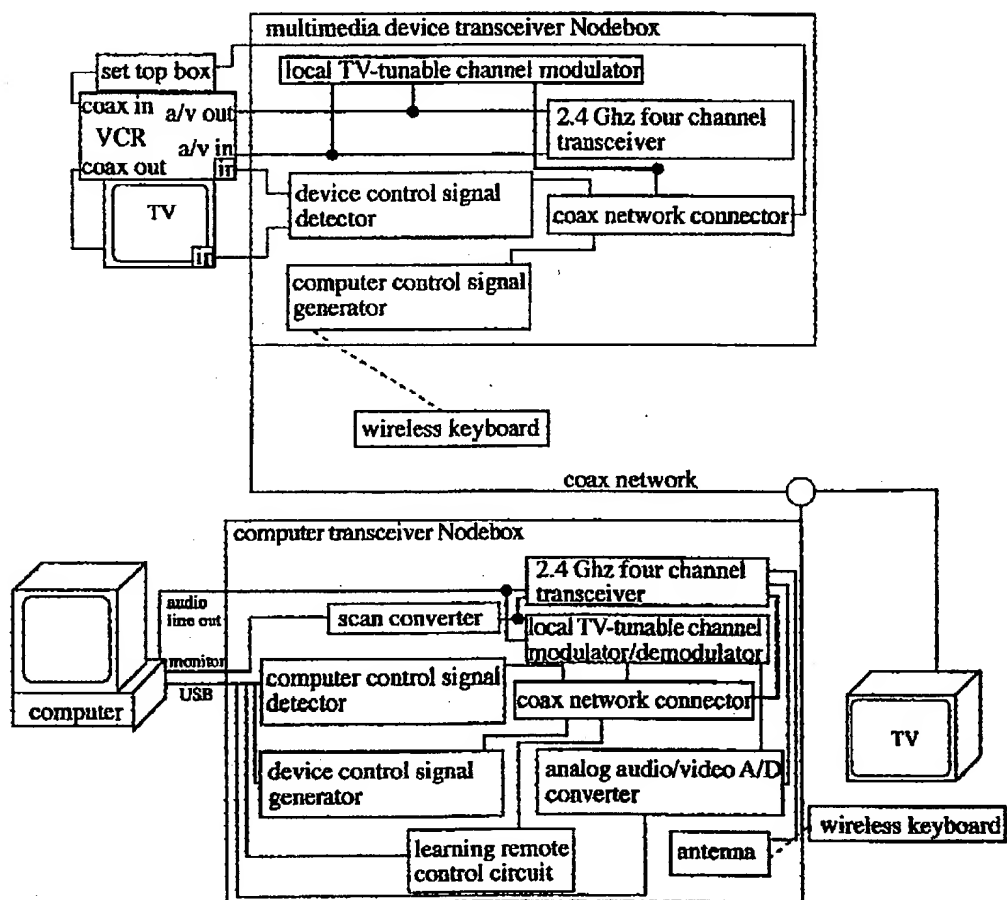 multimedia device transceiver Nodebox
set top box
local TV-tunable channel modulator
coax in
a/v out
VCR
a/v in
coax out
in
2.4 Ghz four channel
transceiver
TV
in
device control signal
detector
coax network connector
computer control signal
generator
wireless keyboard
coax network
computer transceiver Nodebox
2.4 Ghz four channel
transceiver
audio
line out
scan converter
local TV-tunable channel
modulator/demodulator
monitor
USB
computer
computer control signal
detector
coax network connector
TV
device control signal
generator
analog audio/video A/D
converter
learning remote
control circuit
antenna
wireless keyboard